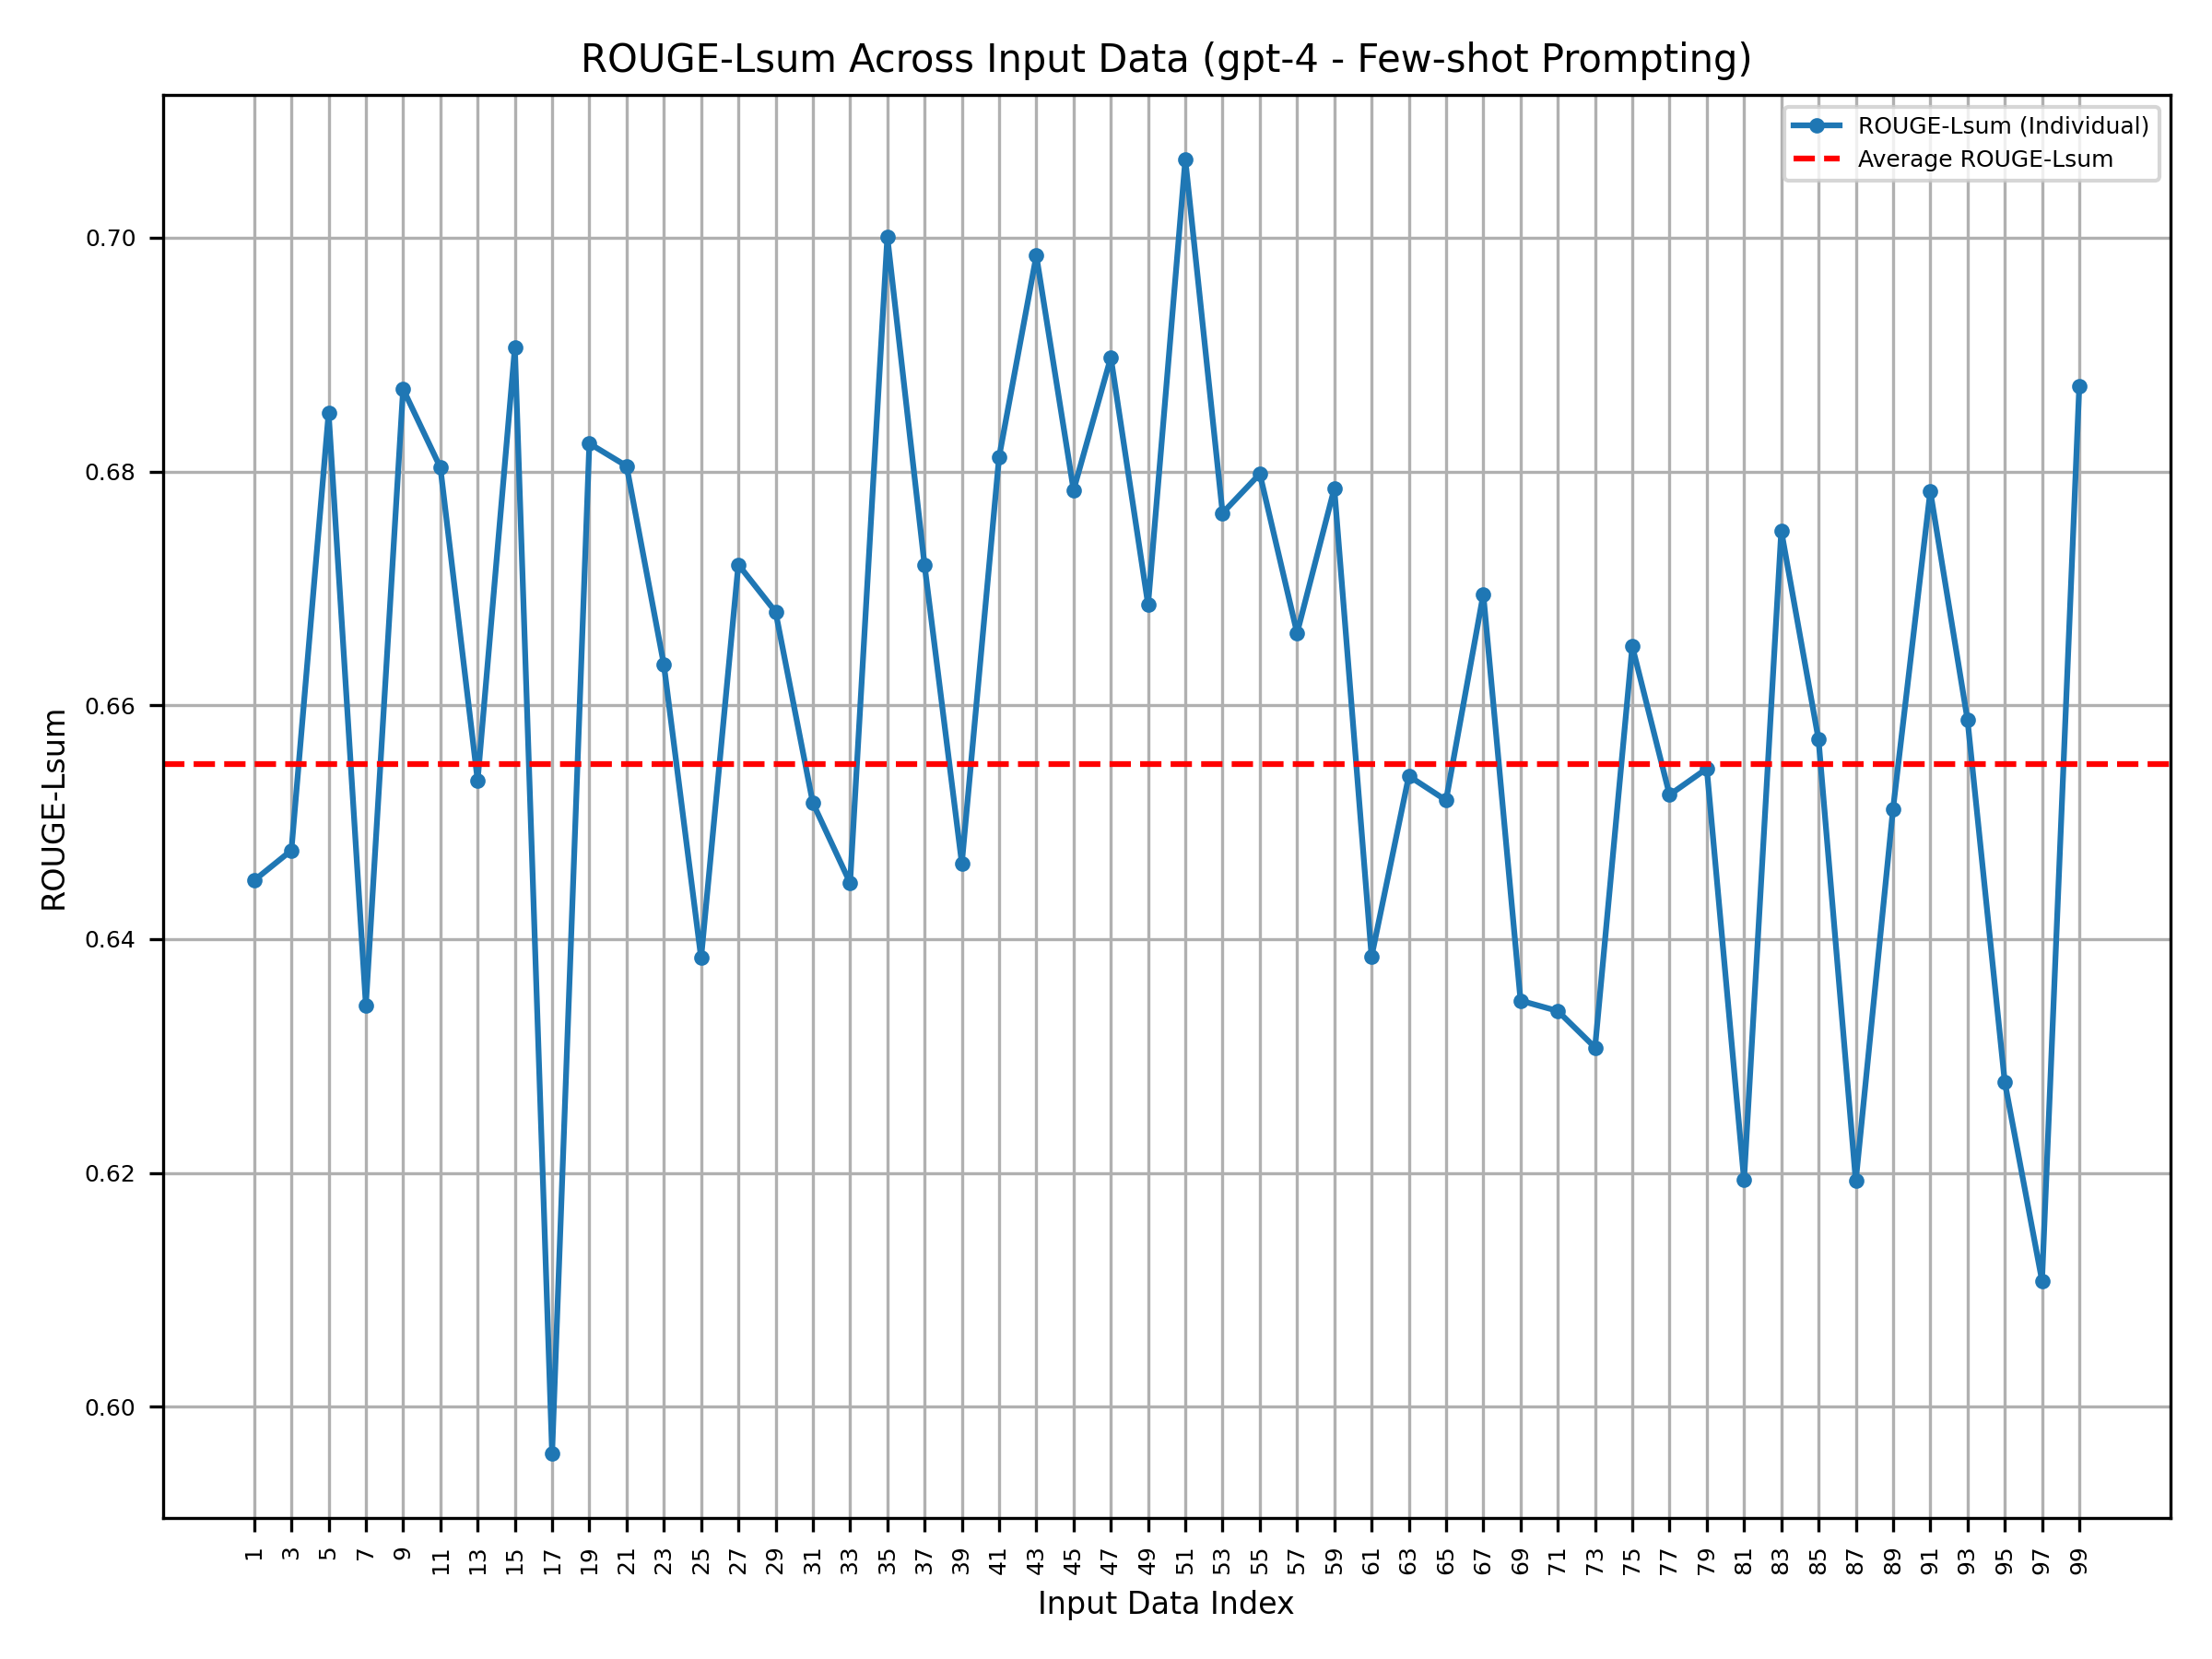 ROUGE-Lsum Across Input Data (gpt-4 - Few-shot Prompting)
ROUGE-Lsum (Individual)
Average ROUGE-Lsum
0.70
0.68
0.66
0.64
0.62
0.60
ROUGE-Lsum
1 3 5 7 9 11 13 15 17 19 21 23 25 27 29 31 33 35 37 39 41 43 45 47 49 51 53 55 57 59 61 63 65 67 69 71 73 75 77 79 81 83 85 87 89 91 93 95 97 99
Input Data Index